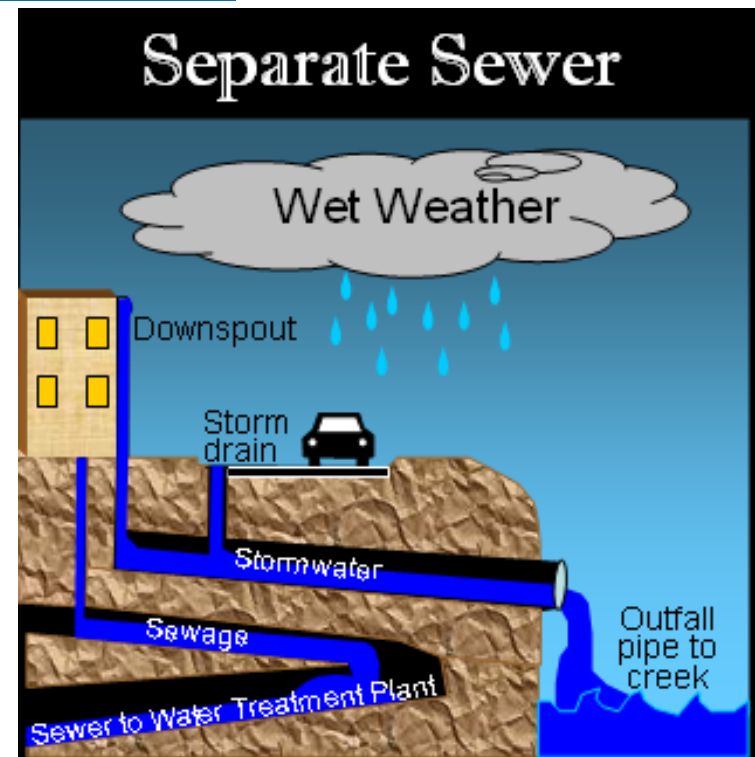 Separate Sewer
Wet Weather
Downspout
Storm
drain
Stormwater
Sewage
Outfall
pipe to
creek
Sewer to Water Treatment Plant